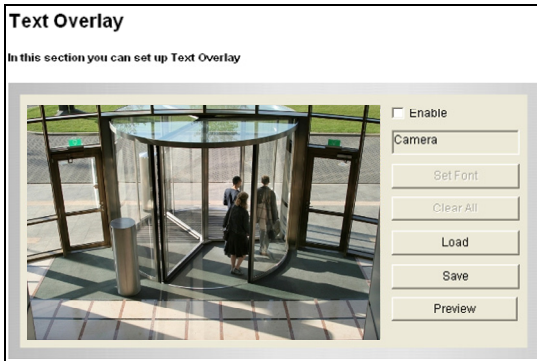 Text Overlay
In this section you can set up Text Overlay
Enable
Camera
Set Font
Clear All
Load
Save
Preview